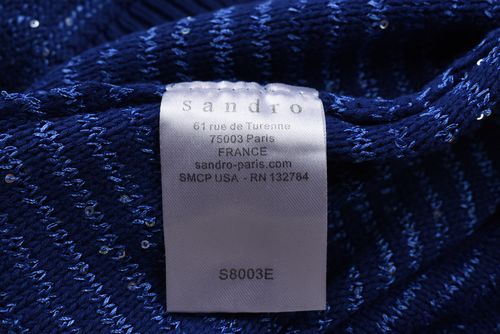 sandro
61 rue de Turenne
75003 Paris
FRANCE
sandro-paris.com
SMCP USA - RN 132784
S8003E